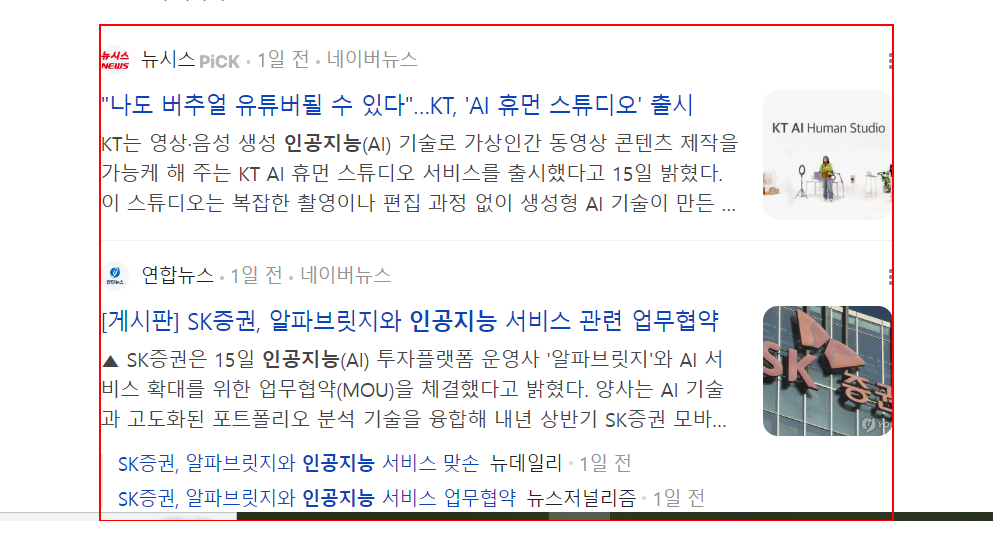 뉴시스
NEWS
뉴시스 PiCK · 1일 전 · 네이버뉴스
"나도 버추얼 유튜버될 수 있다"...KT, 'AI 휴먼 스튜디오' 출시
KT는 영상·음성 생성 인공지능(AI) 기술로 가상인간 동영상 콘텐츠 제작을
가능케 해 주는 KT AI 휴먼 스튜디오 서비스를 출시했다고 15일 밝혔다.
이 스튜디오는 복잡한 촬영이나 편집 과정 없이 생성형 AI 기술이 만든 ...
KT AI Human Studio
연합뉴스
연합뉴스 · 1일 전 · 네이버뉴스
[게시판] SK증권, 알파브릿지와 인공지능 서비스 관련 업무협약
▲ SK증권은 15일 인공지능(AI) 투자플랫폼 운영사 '알파브릿지'와 AI 서
비스 확대를 위한 업무협약(MOU)을 체결했다고 밝혔다. 양사는 AI 기술
과 고도화된 포트폴리오 분석 기술을 융합해 내년 상반기 SK증권 모바...
SK 증권
SK증권, 알파브릿지와 인공지능 서비스 맞손 뉴데일리 · 1일 전
SK증권, 알파브릿지와 인공지능 서비스 업무협약 뉴스저널리즘 · 1일 전